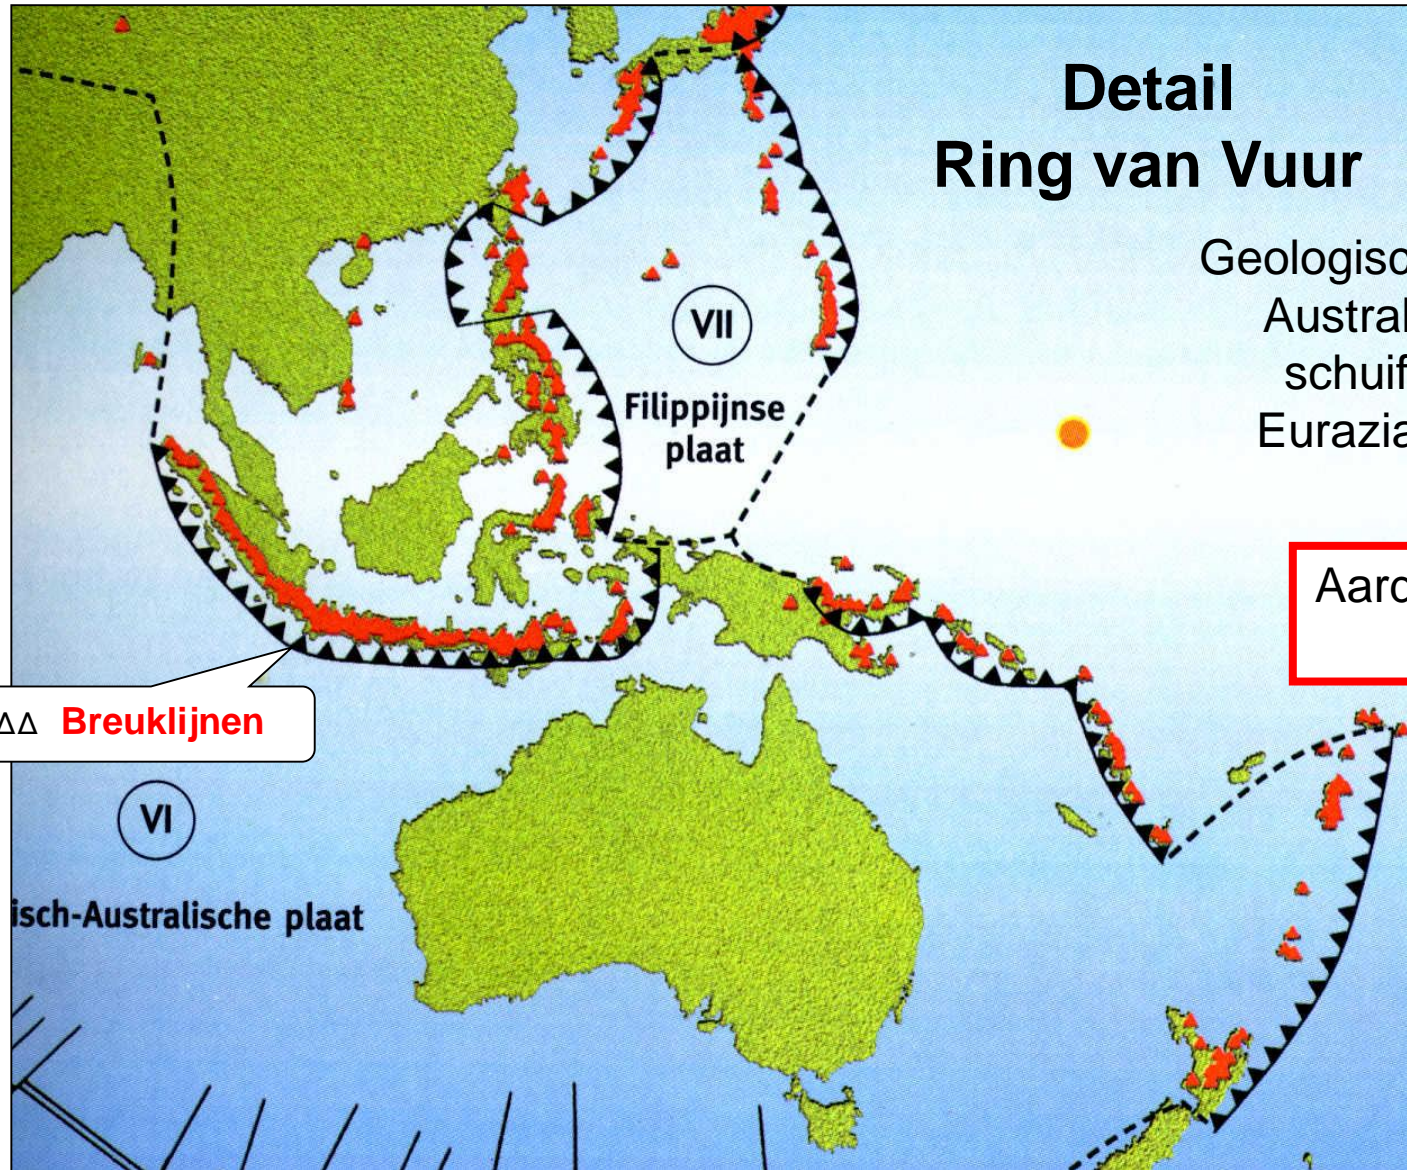 Detail
Ring van Vuur
Geologisc
Austral
schuif
Eurazia
VII
Filippijnse
plaat
Aard
ΔΔ Breuklijnen
VI
isch-Australische plaat